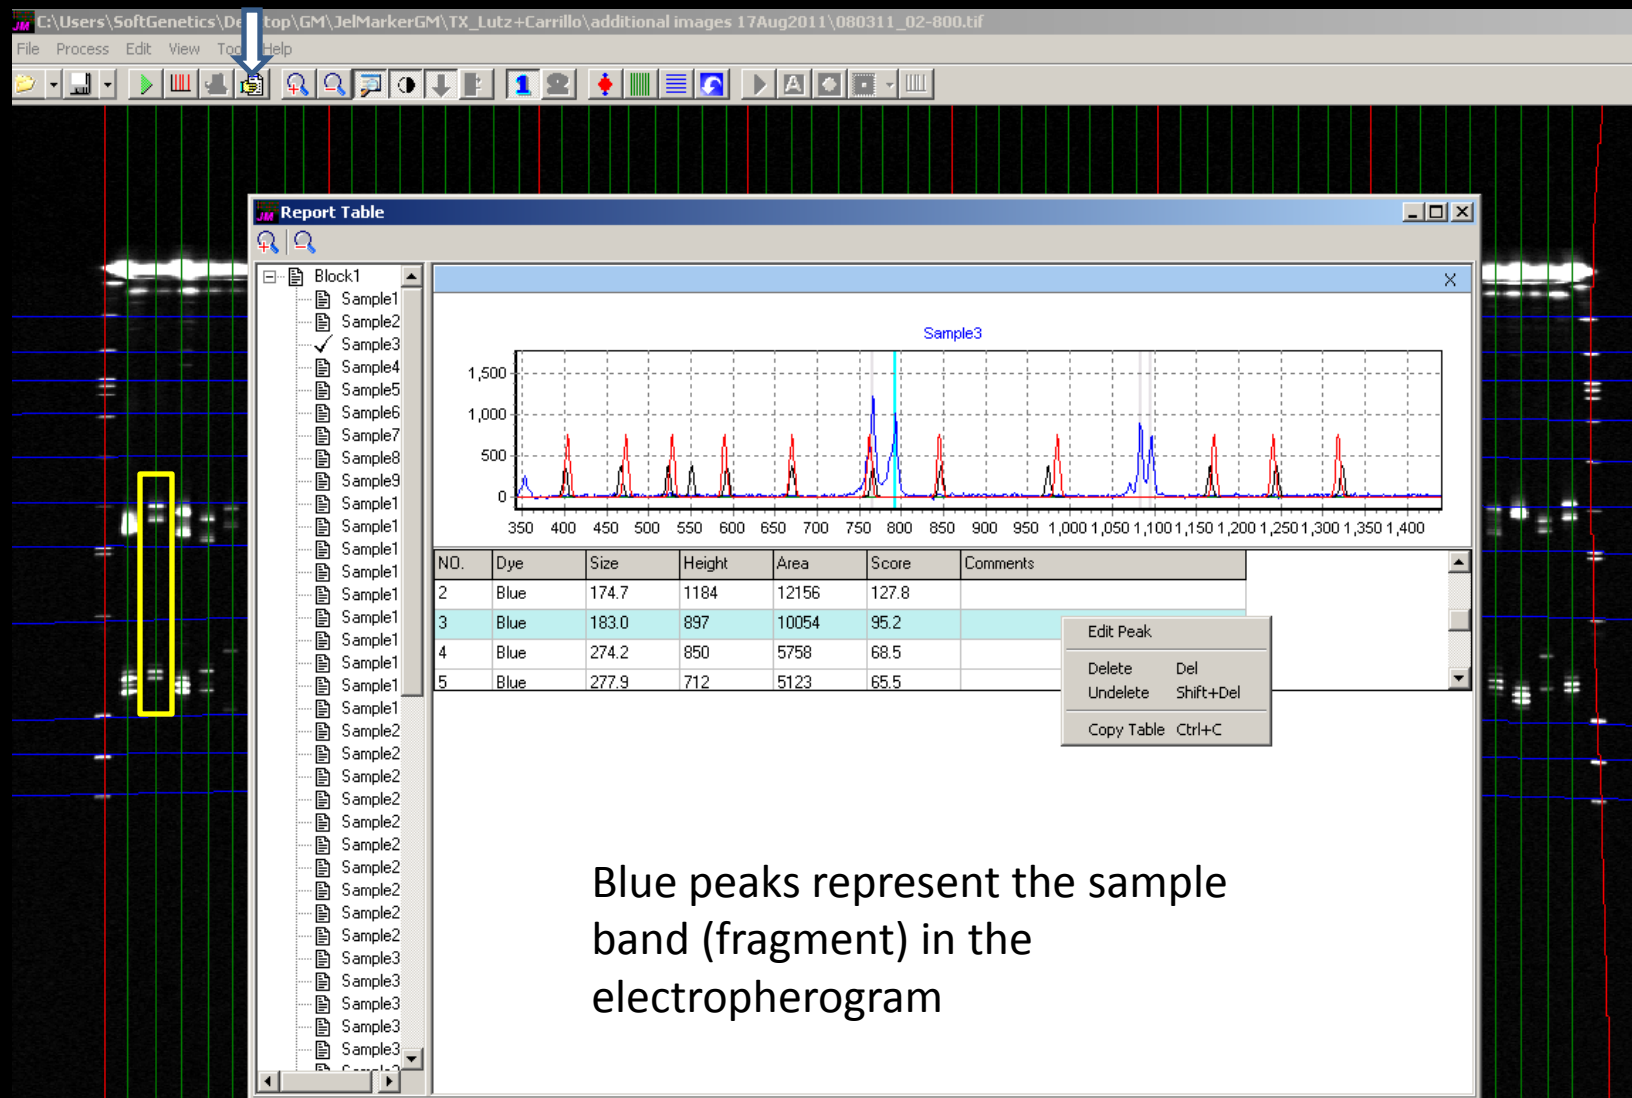 C:\Users\SoftGenetics\De top\GM\JelMarkerGM\TX_Lutz+Carrillo\additional images 17Aug2011\080311_02-800.tif
File Process Edit View Help
1
JM Report Table
Block1
Sample1
Sample2
Sample3
Sample4
Sample5
Sample6
Sample7
Sample8
Sample9
Sample1
Sample1
Sample1
Sample1
Sample1
Sample1
Sample1
Sample1
Sample1
Sample1
Sample2
Sample2
Sample2
Sample2
Sample2
Sample2
Sample2
Sample2
Sample2
Sample2
Sample3
Sample3
Sample3
Sample3
Sample3
Sample3
1,500
1,000
500
0
350 400 450 500 550 600 650 700 750 800 850 900 950 1,000 1,050 1,100 1,150 1,200 1,250 1,300 1,350 1,400
NO. Dye Size Height Area Score Comments
2 Blue 174.7 1184 12156 127.8
3 Blue 183.0 897 10054 95.2
4 Blue 274.2 850 5758 68.5
5 Blue 277.9 712 5123 65.5
Edit Peak
Delete Del
Undelete Shift+Del
Copy Table Ctrl+C
Blue peaks represent the sample
band (fragment) in the
electropherogram